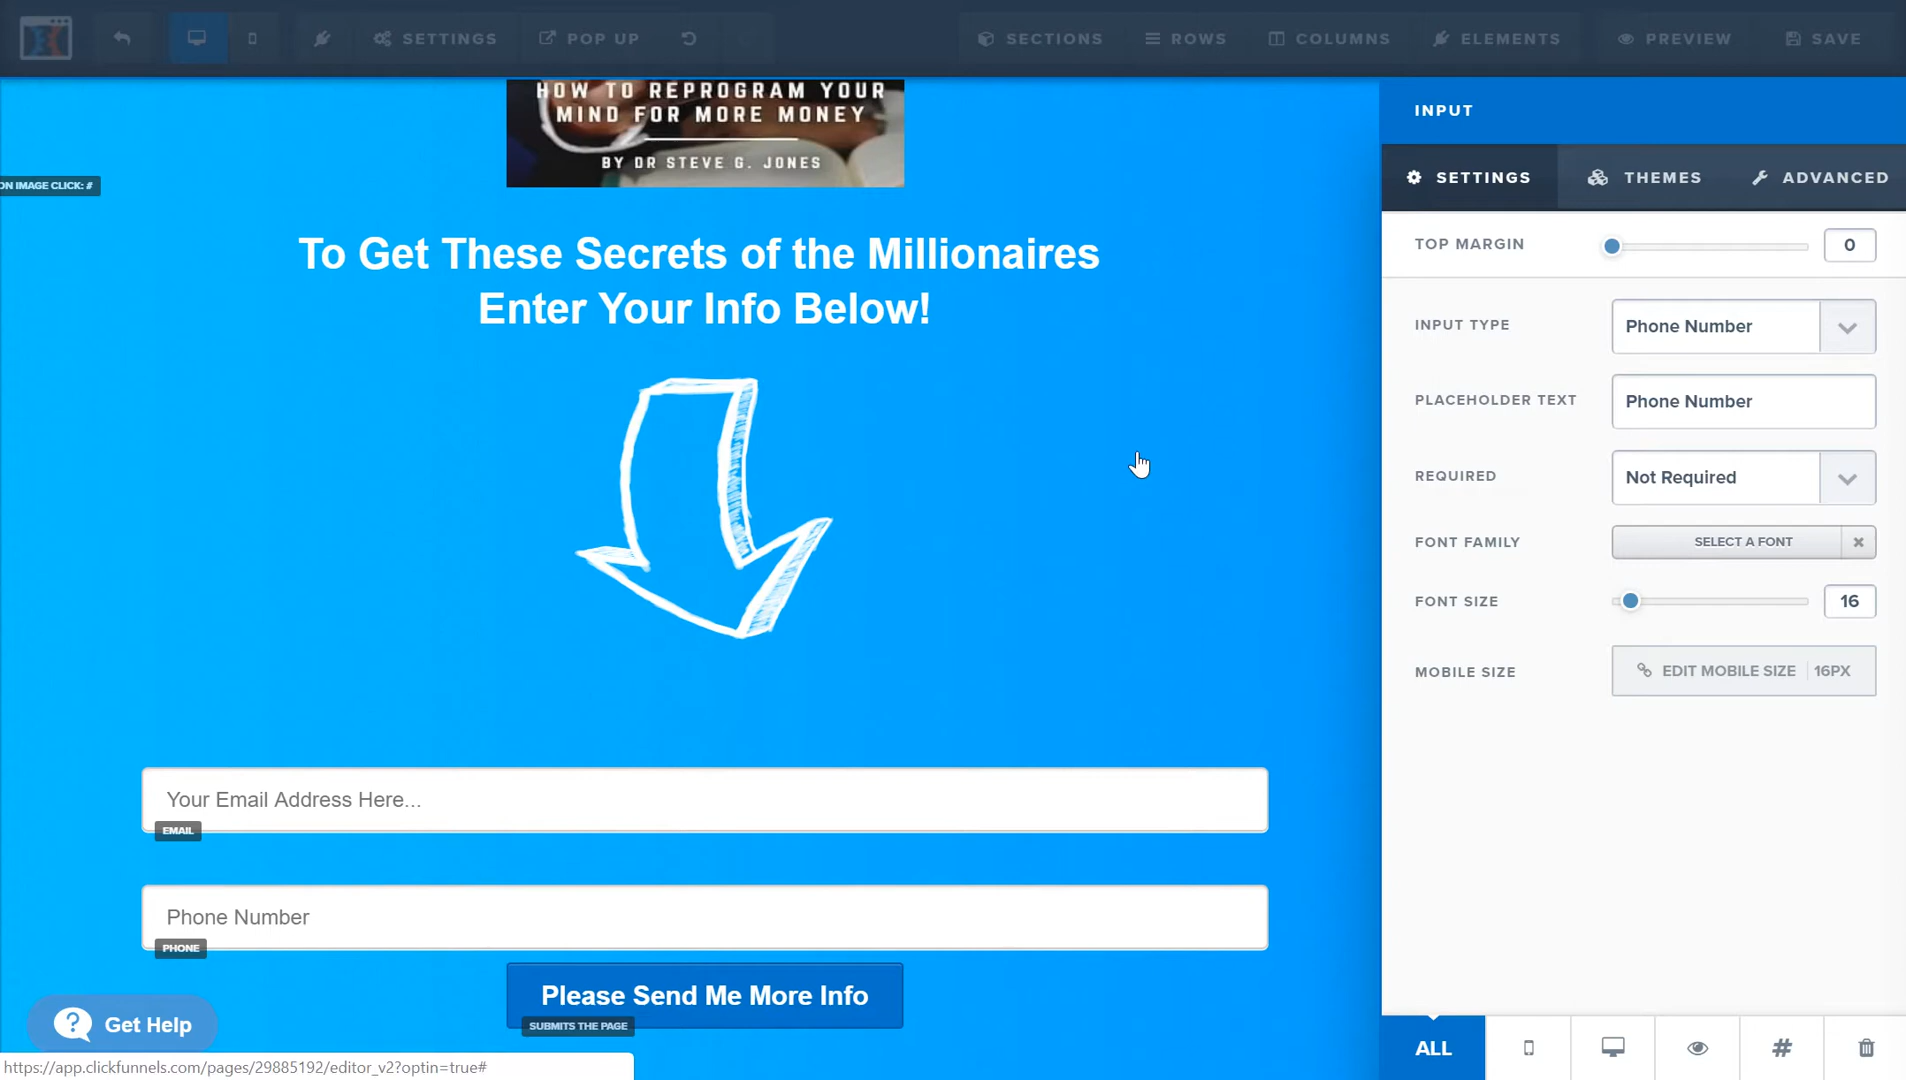 SETTINGS
POP UP
SECTIONS
ROWS
COLUMNS
ELEMENTS
PREVIEW
SAVE
HOW TO REPROGRAM YOUR
MIND FOR MORE MONEY
BY DR STEVE G. JONES
ON IMAGE CLICK: #
To Get These Secrets of the Millionaires
Enter Your Info Below!
Your Email Address Here...
EMAIL
Phone Number
PHONE
Please Send Me More Info
SUBMITS THE PAGE
? Get Help
https://app.clickfunnels.com/pages/29885192/editor_v2?optin=true#
INPUT
SETTINGS
THEMES
ADVANCED
TOP MARGIN 0
INPUT TYPE Phone Number
PLACEHOLDER TEXT Phone Number
REQUIRED Not Required
FONT FAMILY SELECT A FONT
FONT SIZE 16
MOBILE SIZE EDIT MOBILE SIZE 16PX
ALL #